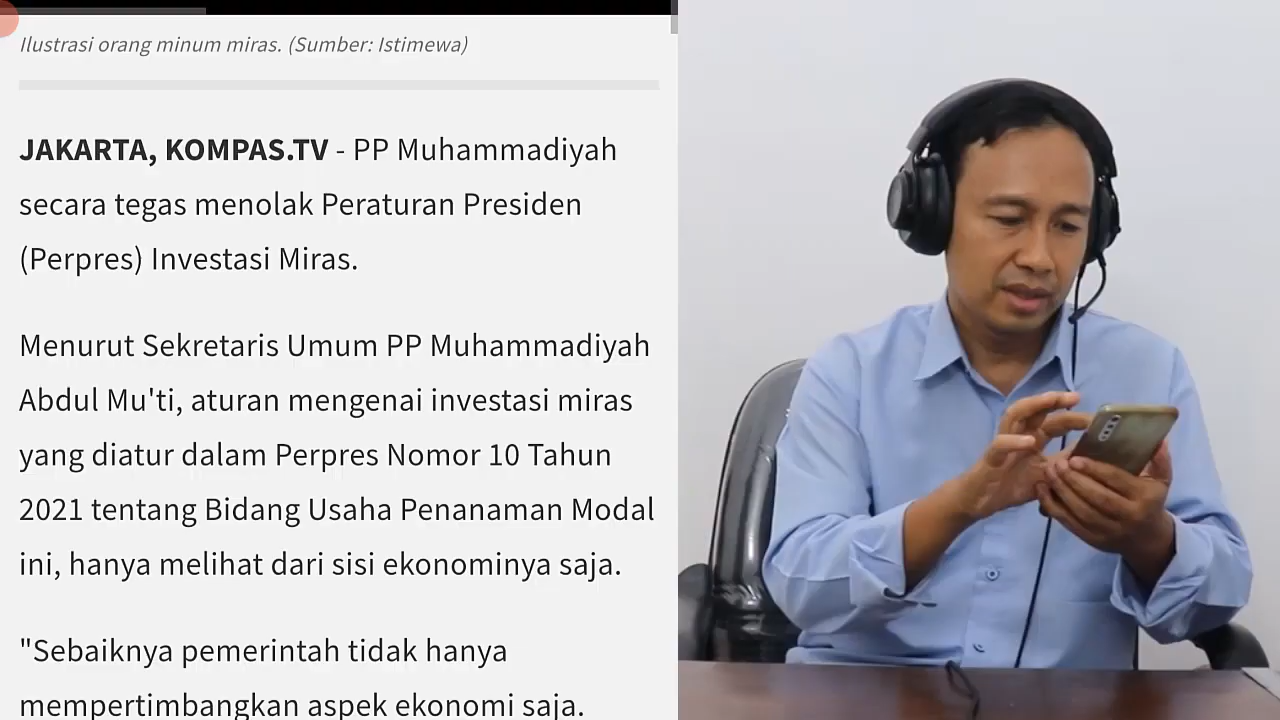 Ilustrasi orang minum miras. (Sumber: Istimewa)
JAKARTA, KOMPAS.TV - PP Muhammadiyah
secara tegas menolak Peraturan Presiden
(Perpres) Investasi Miras.
Menurut Sekretaris Umum PP Muhammadiyah
Abdul Mu'ti, aturan mengenai investasi miras
yang diatur dalam Perpres Nomor 10 Tahun
2021 tentang Bidang Usaha Penanaman Modal
ini, hanya melihat dari sisi ekonominya saja.
"Sebaiknya pemerintah tidak hanya
mempertimbangkan aspek ekonomi saja.